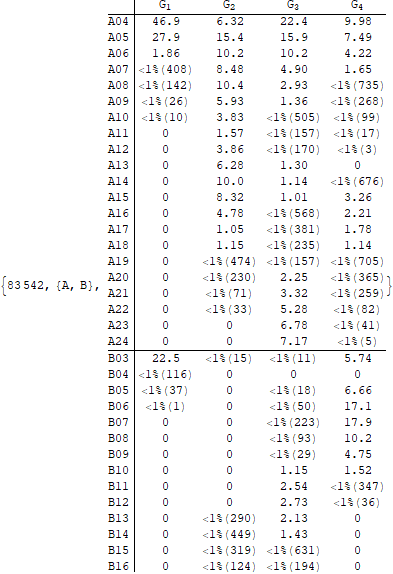 G1 G2 G3 G4
A04 46.9 6.32 22.4 9.98
A05 27.9 15.4 15.9 7.49
A06 1.86 10.2 10.2 4.22
A07 <1%(408) 8.48 4.90 1.65
A08 <1%(142) 10.4 2.93 <1%(735)
A09 <1%(26) 5.93 1.36 <1%(268)
A10 <1%(10) 3.83 <1%(505) <1%(99)
A11 0 1.57 <1%(157) <1%(17)
A12 0 3.86 <1%(170) <1%(3)
A13 0 6.28 1.30 0
A14 0 10.0 1.14 <1%(676)
A15 0 8.32 1.01 3.26
A16 0 4.78 <1%(568) 2.21
A17 0 1.05 <1%(381) 1.78
A18 0 1.15 <1%(235) 1.14
A19 0 <1%(474) <1%(157) <1%(705)
A20 0 <1%(230) 2.25 <1%(365)
{83542, {A, B}, A21 0 <1%(71) 3.32 <1%(259)}
A22 0 <1%(33) 5.28 <1%(82)
A23 0 0 6.78 <1%(41)
A24 0 0 7.17 <1%(5)
B03 22.5 <1%(15) <1%(11) 5.74
B04 <1%(116) 0 0 0
B05 <1%(37) 0 <1%(18) 6.66
B06 <1%(1) 0 <1%(50) 17.1
B07 0 0 <1%(223) 17.9
B08 0 0 <1%(93) 10.2
B09 0 0 <1%(29) 4.75
B10 0 0 1.15 1.52
B11 0 0 2.54 <1%(347)
B12 0 0 2.73 <1%(36)
B13 0 <1%(290) 2.13 0
B14 0 <1%(449) 1.43 0
B15 0 <1%(319) <1%(631) 0
B16 0 <1%(124) <1%(194) 0